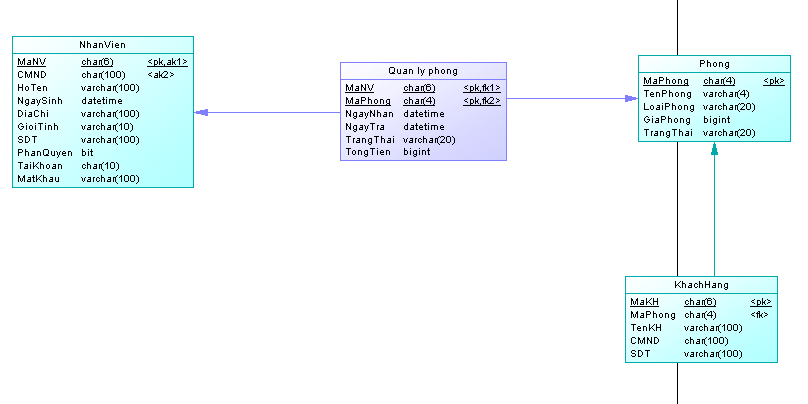 NhanVien
MaNV char(6) <pk,ak1>
CMND char(100) <ak2>
HoTen varchar(100)
NgaySinh datetime
DiaChi varchar(100)
GioiTinh varchar(10)
SDT varchar(100)
PhanQuyen bit
TaiKhoan char(10)
MatKhau varchar(100)
Quan ly phong
MaNV char(6) <pk,fk1>
MaPhong char(4) <pk,fk2>
NgayNhan datetime
NgayTra datetime
TrangThai varchar(20)
TongTien bigint
Phong
MaPhong char(4) <pk>
TenPhong varchar(4)
LoaiPhong varchar(20)
GiaPhong bigint
TrangThai varchar(20)
KhachHang
MaKH char(6) <pk>
MaPhong char(4) <fk>
TenKH varchar(100)
CMND char(100)
SDT varchar(100)